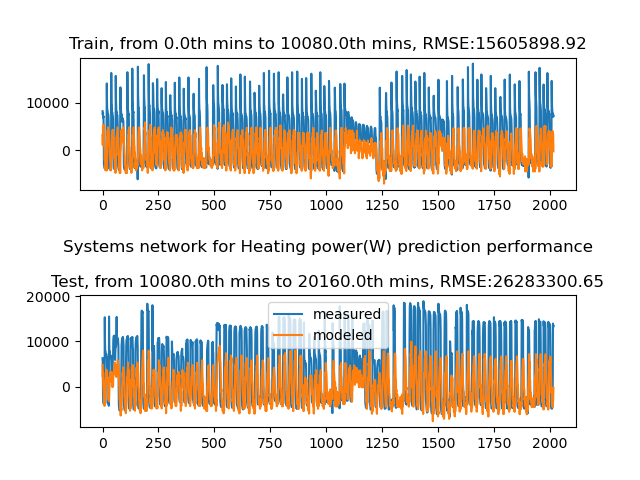 Train, from 0.0th mins to 10080.0th mins, RMSE:15605898.92
10000
0
0 250 500 750 1000 1250 1500 1750 2000
Systems network for Heating power(W) prediction performance
Test, from 10080.0th mins to 20160.0th mins, RMSE:26283300.65
20000
measured
modeled
10000
0
0 250 500 750 1000 1250 1500 1750 2000